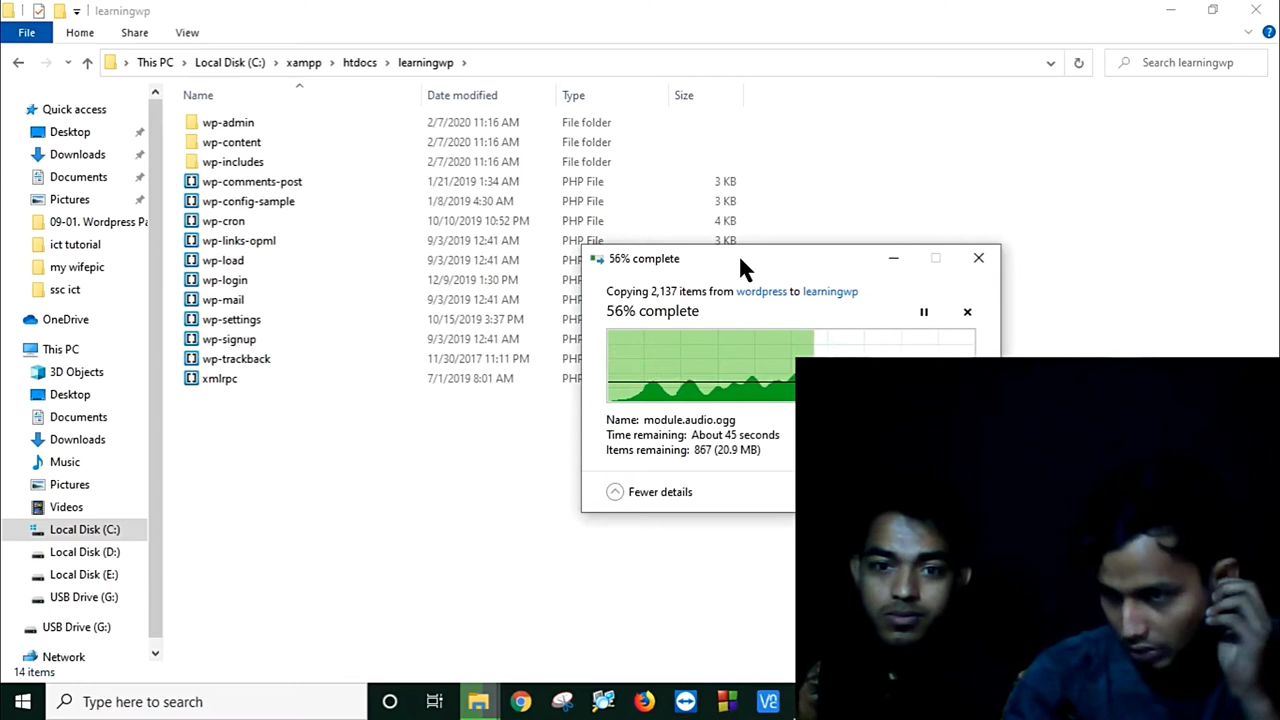 learningwp
File Home Share View
This PC Local Disk (C:) xampp htdocs learningwp
Search learningwp
Name Date modified Type Size
Quick access
Desktop
Downloads
Documents
Pictures
09-01. Wordpress Pa
ict tutorial
my wifepic
ssc ict
OneDrive
This PC
3D Objects
Desktop
Documents
Downloads
Music
Pictures
Videos
Local Disk (C:)
Local Disk (D:)
Local Disk (E:)
USB Drive (G:)
USB Drive (G:)
Network
wp-admin 2/7/2020 11:16 AM File folder
wp-content 2/7/2020 11:16 AM File folder
wp-includes 2/7/2020 11:16 AM File folder
wp-comments-post 1/21/2019 1:34 AM PHP File 3 KB
wp-config-sample 1/8/2019 4:30 AM PHP File 3 KB
wp-cron 10/10/2019 10:52 PM PHP File 4 KB
wp-links-opml 9/3/2019 12:41 AM PHP File 3 KB
wp-load 9/3/2019 12:41 AM PH
wp-login 12/9/2019 1:30 PM PH
wp-mail 9/3/2019 12:41 AM PH
wp-settings 10/15/2019 3:37 PM PH
wp-signup 9/3/2019 12:41 AM PH
wp-trackback 11/30/2017 11:11 PM PH
xmlrpc 7/1/2019 8:01 AM PH
56% complete
Copying 2,137 items from wordpress to learningwp
56% complete
Name: module.audio.ogg
Time remaining: About 45 seconds
Items remaining: 867 (20.9 MB)
Fewer details
14 items
Type here to search